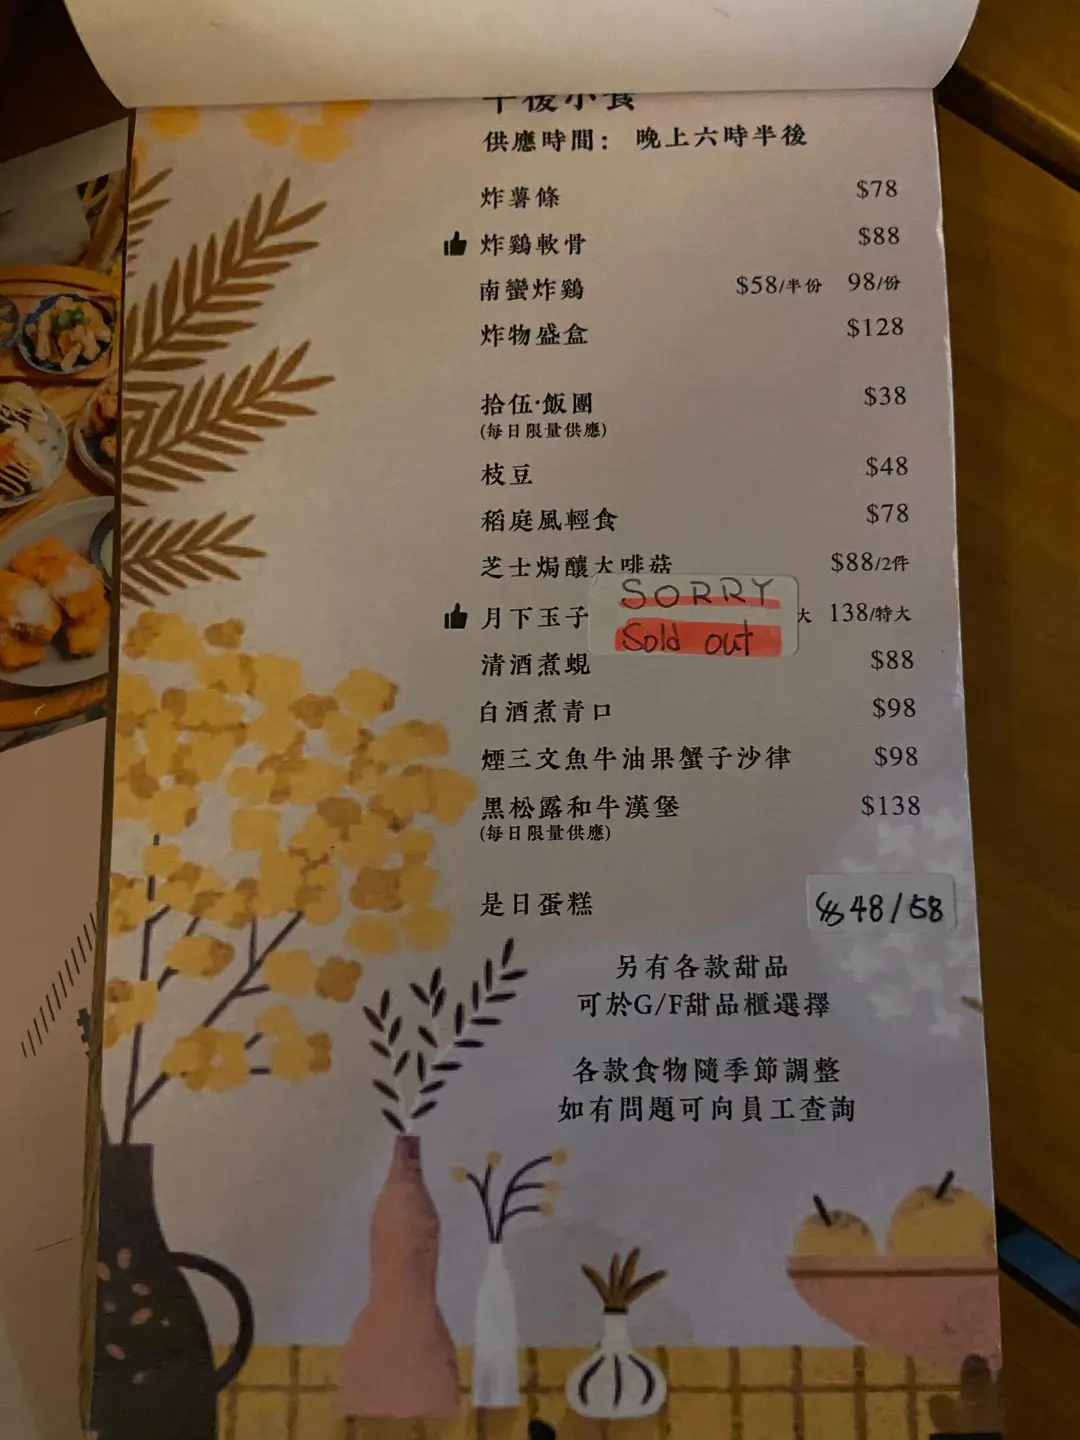 午後小食
供應時間： 晚上六時半後
炸薯條 $78
炸鷄軟骨 $88
南蠻炸鷄 $58/半份 98/份
炸物盛盒 $128
拾伍·飯團 $38
(每日限量供應)
枝豆 $48
稻庭風輕食 $78
芝士焗釀大啡菇 $88/2件
SORRY
月下玉子 大 138/特大
Sold out
清酒煮蜆 $88
白酒煮青口 $98
煙三文魚牛油果蟹子沙律 $98
黑松露和牛漢堡 $138
(每日限量供應)
是日蛋糕 $48/58
另有各款甜品
可於G/F甜品櫃選擇
各款食物隨季節調整
如有問題可向員工查詢